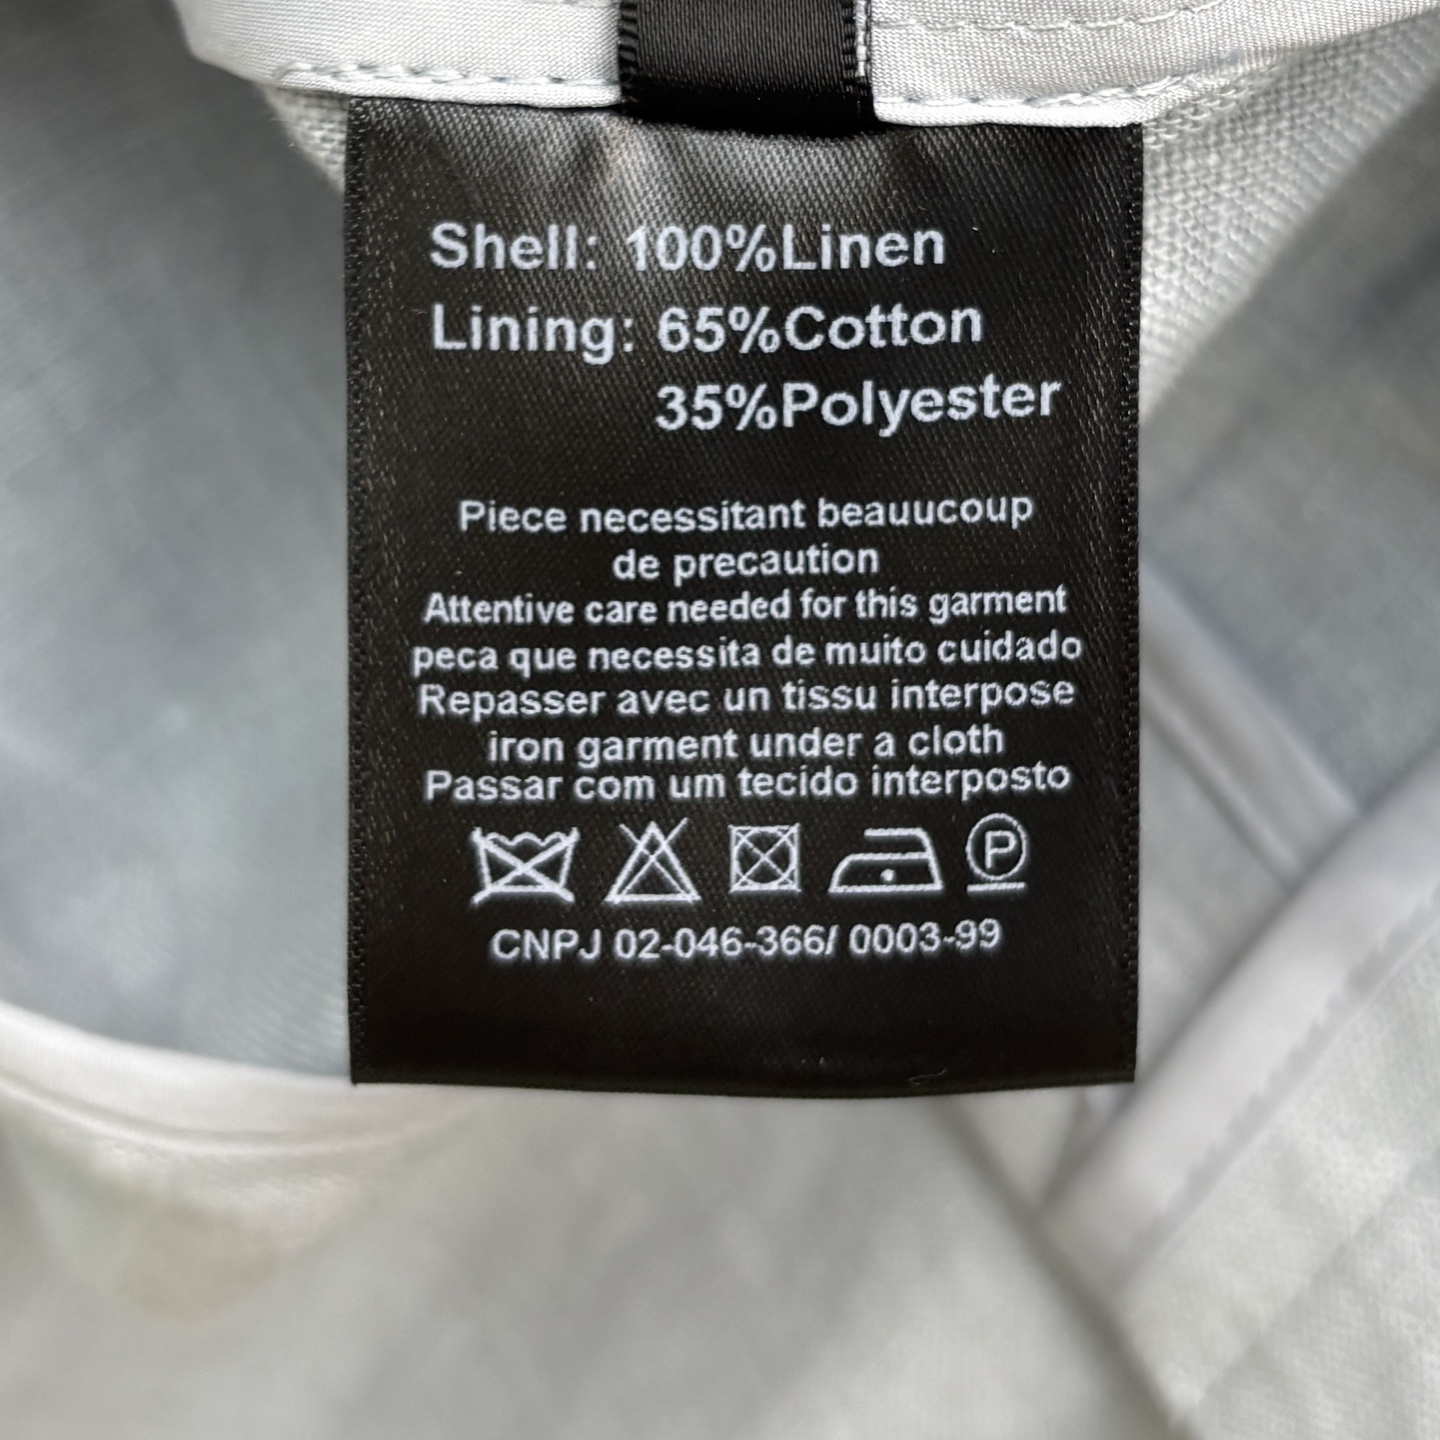 Shell: 100%Linen
Lining: 65%Cotton
35%Polyester
Piece necessitant beauucoup
de precaution
Attentive care needed for this garment
peca que necessita de muito cuidado
Repasser avec un tissu interpose
iron garment under a cloth
Passar com um tecido interposto
P
CNPJ 02-046-366/ 0003-99